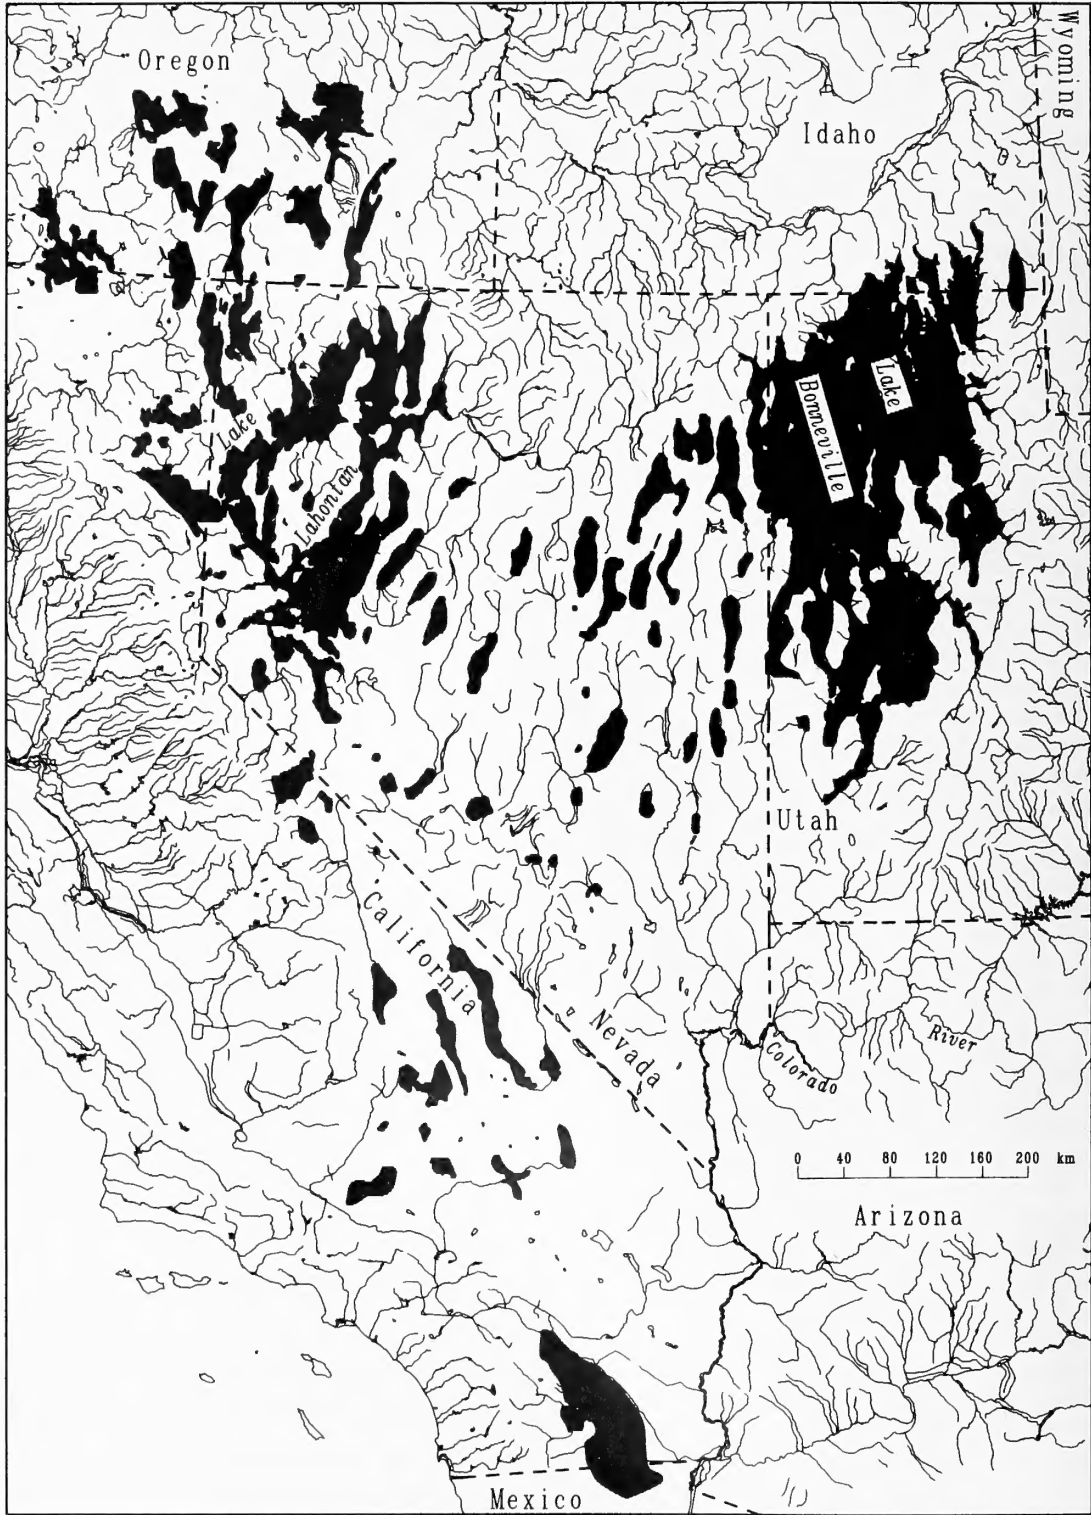 Wyoming
Oregon
Idaho
Lake
Bonneville
Lake
Lahontan
Utah
California
Nevada
River
Colorado
0 40 80 120 160 200 km
Arizona
Mexico